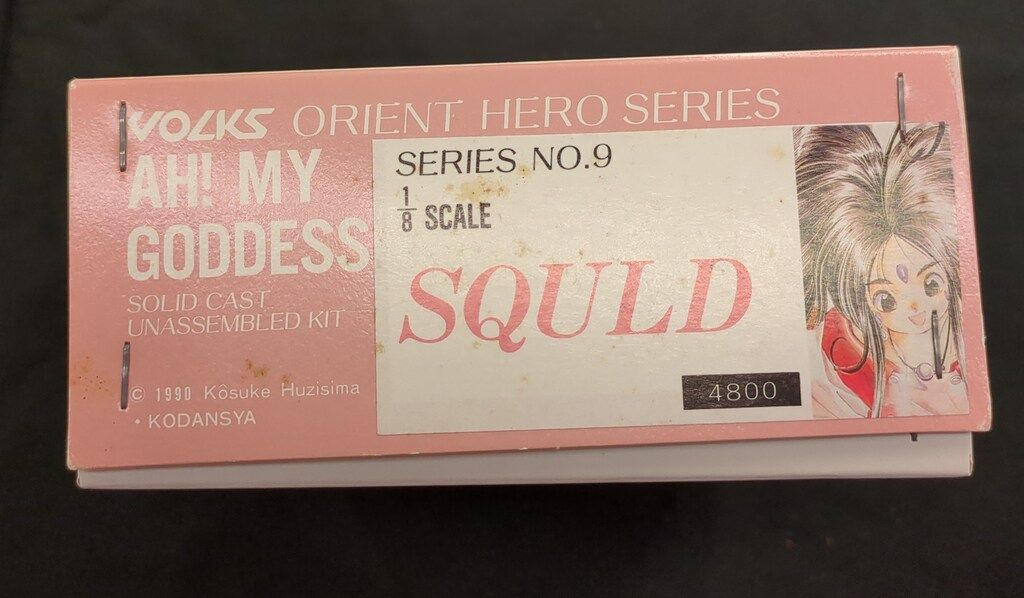 VOLKS ORIENT HERO SERIES
AH! MY
GODDESS
SOLID CAST
UNASSEMBLED KIT
© 1990 Kôsuke Huzisima
・KODANSYA
SERIES NO.9
1/8 SCALE
SQULD
4800